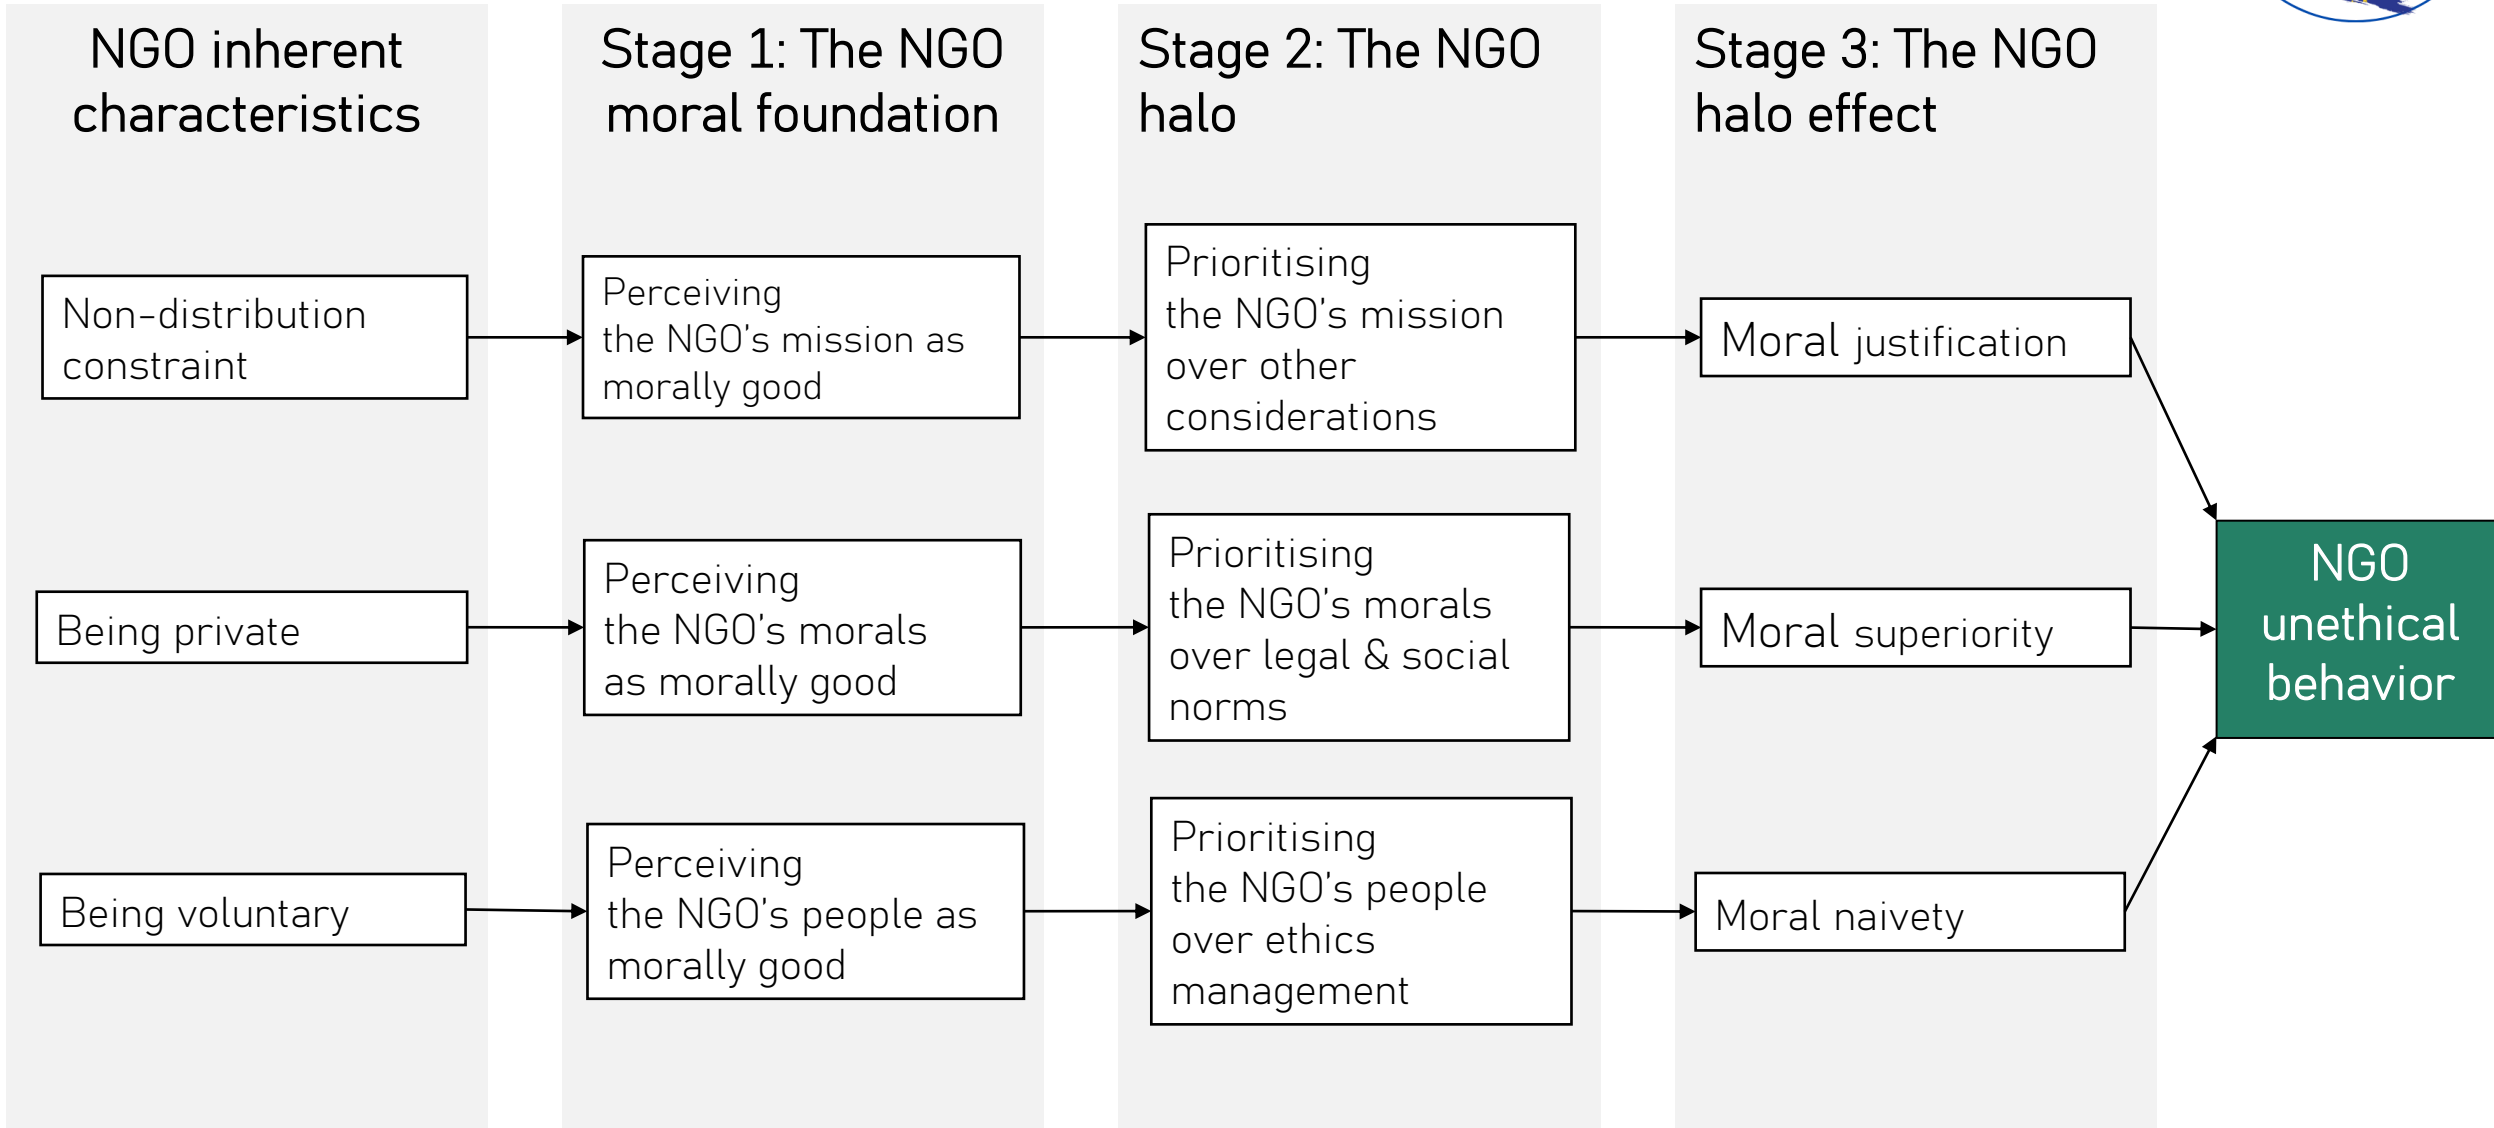 NGO inherent
characteristics
Stage 1: The NGO
moral foundation
Stage 2: The NGO
halo
Stage 3: The NGO
halo effect
Non-distribution
constraint
Perceiving
the NGO's mission as
morally good
Prioritising
the NGO's mission
over other
considerations
Moral justification
Being private
Perceiving
the NGO's morals
as morally good
Prioritising
the NGO's morals
over legal & social
norms
Moral superiority
NGO
unethical
behavior
Being voluntary
Perceiving
the NGO's people as
morally good
Prioritising
the NGO's people
over ethics
management
Moral naivety